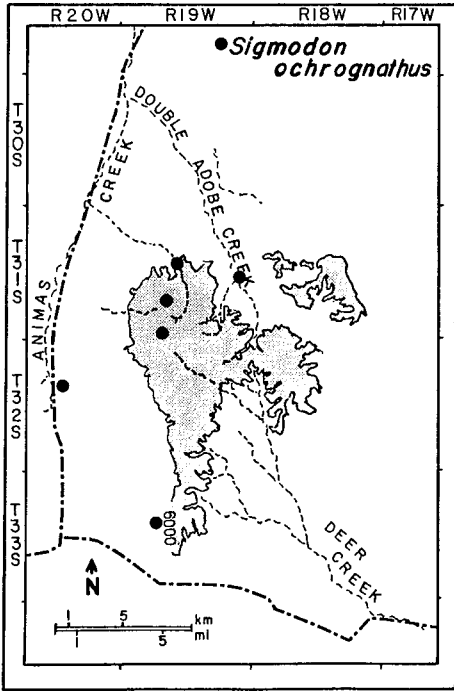 R20W R19W R18W R17W
Sigmodon
ochrognathus
T30S
T31S
T32S
T33S
DOUBLE ADOBE CREEK
ANIMAS CREEK
6000
DEER CREEK
N
1 5 km
1 5 mi